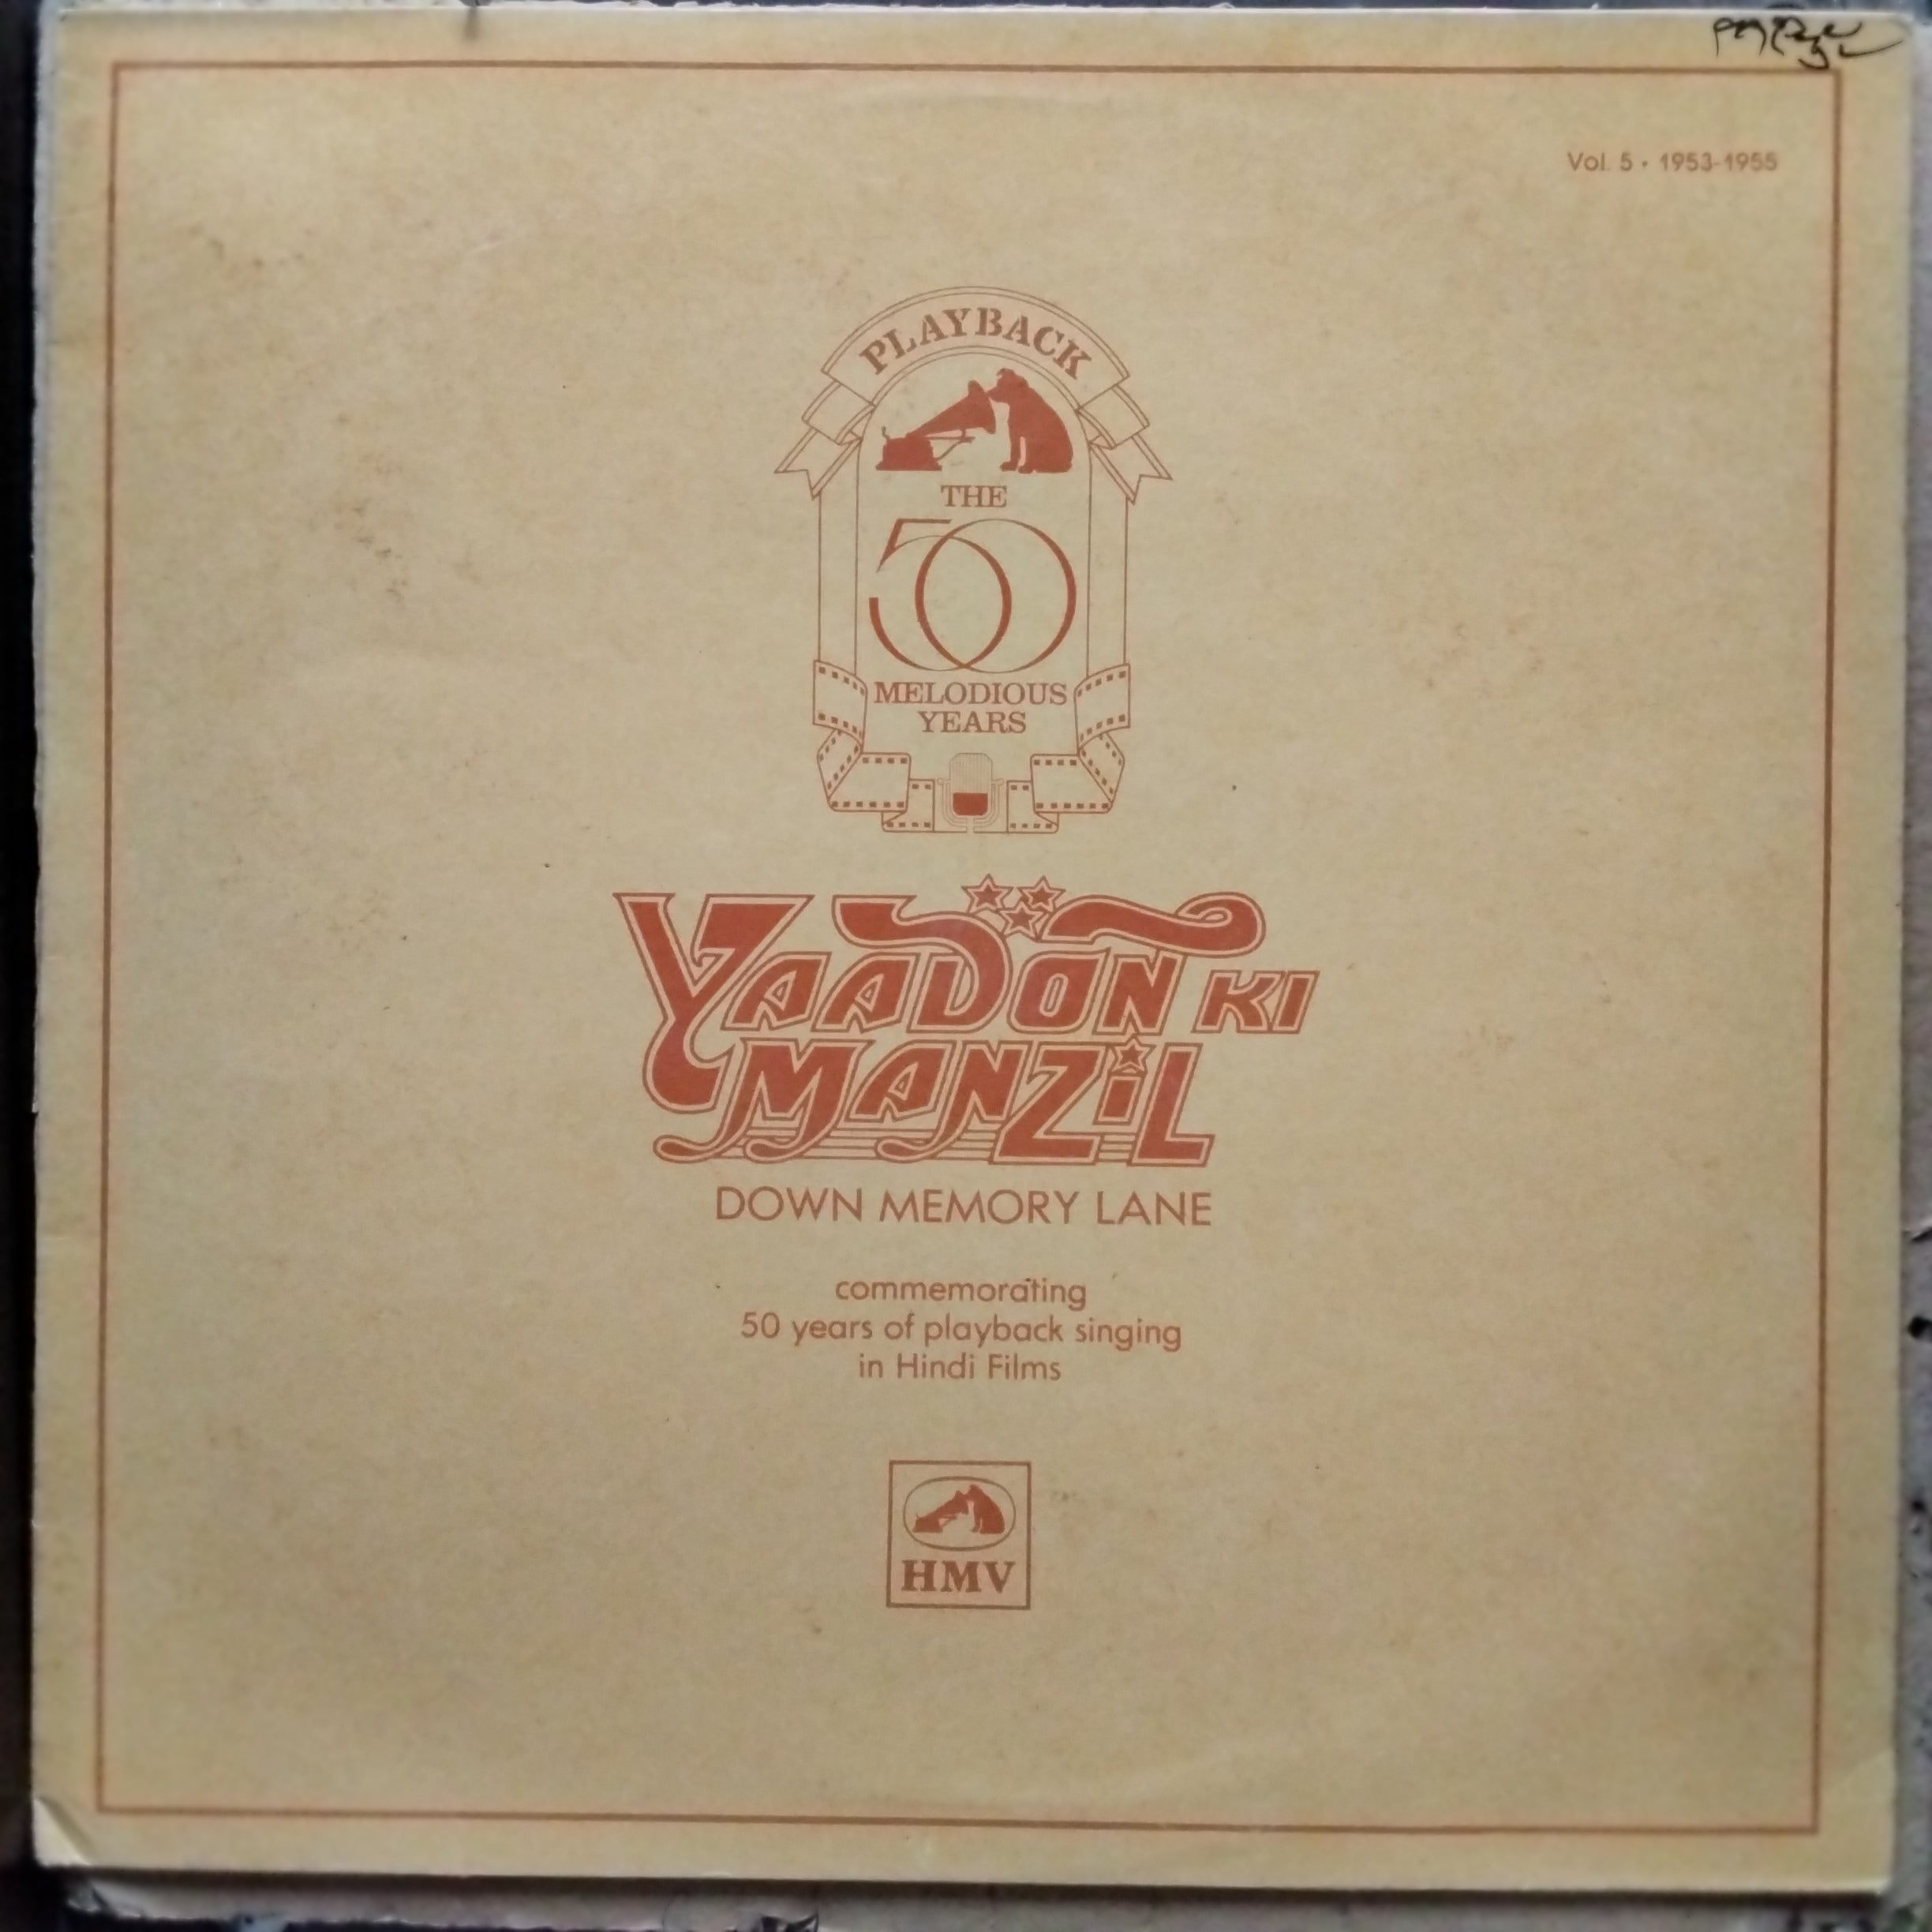 Vol. 5 • 1953-1955
PLAYBACK
THE
50
MELODIOUS
YEARS
YAADON KI
MANZIL
DOWN MEMORY LANE
commemorating
50 years of playback singing
in Hindi Films
HMV